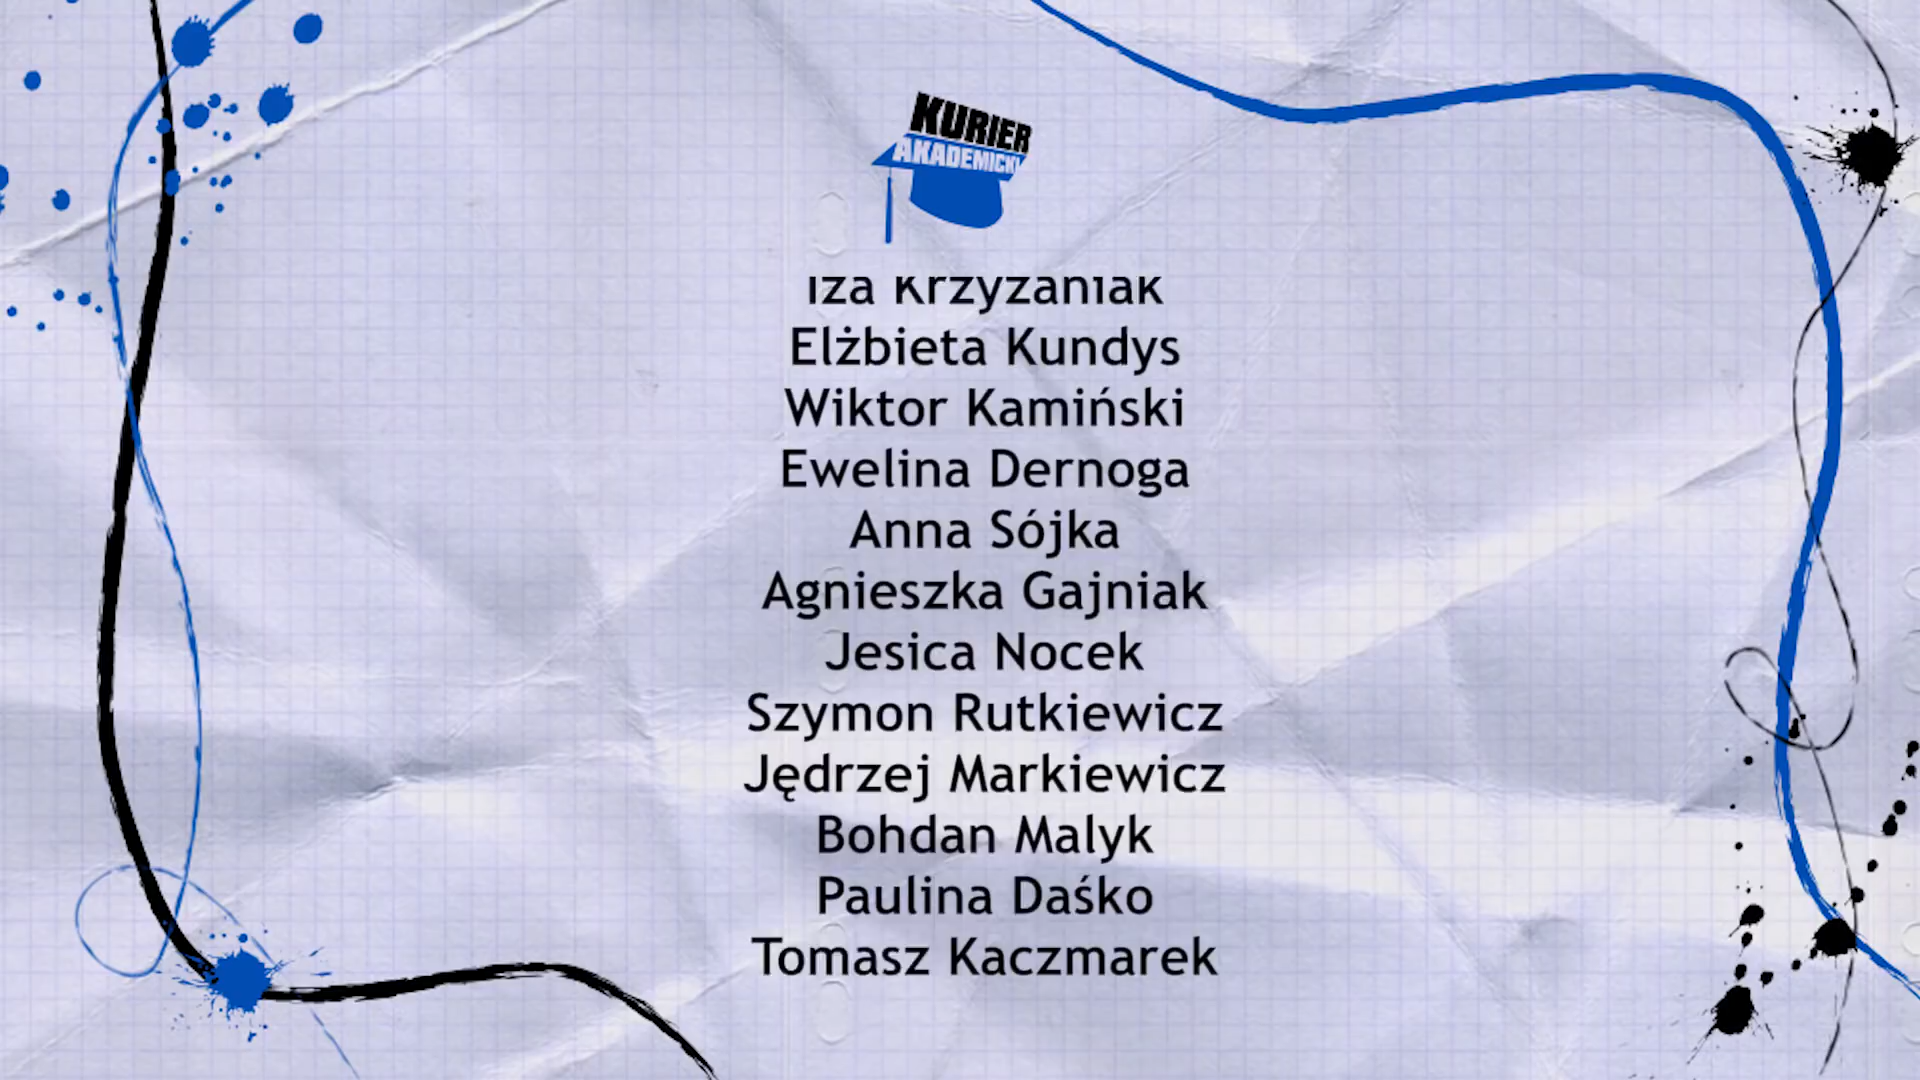 KURIER
AKADEMICKI
Iza Krzyżaniak
Elżbieta Kundys
Wiktor Kamiński
Ewelina Dernoga
Anna Sójka
Agnieszka Gajniak
Jesica Nocek
Szymon Rutkiewicz
Jędrzej Markiewicz
Bohdan Malyk
Paulina Daśko
Tomasz Kaczmarek